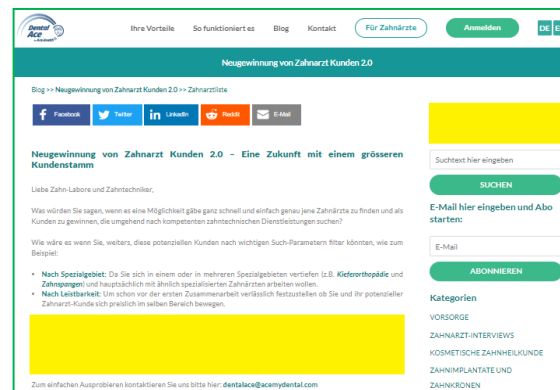 Dental
Ace
Ihre Vorteile So funktioniert es Blog Kontakt Für Zahnärzte Anmelden DE E
Neugewinnung von Zahnarzt Kunden 2.0
Blog >> Neugewinnung von Zahnarzt Kunden 2.0 >> Zahnarztliste
Facebook Twitter LinkedIn Reddit E-Mail
Neugewinnung von Zahnarzt Kunden 2.0 – Eine Zukunft mit einem grösseren
Kundenstamm
Liebe Zahn-Labore und Zahntechniker,
Was würden Sie sagen, wenn es eine Möglichkeit gäbe ganz schnell und einfach genau jene Zahnärzte zu finden und als
Kunden zu gewinnen, die umgehend nach kompetenten zahntechnischen Dienstleistungen suchen?
Wie wäre es wenn Sie, weiters, diese potenziellen Kunden nach wichtigen Such-Parametern filter könnten, wie zum
Beispiel:
• Nach Spezialgebiet: Da Sie sich in einem oder in mehreren Spezialgebieten vertiefen (z.B. Kieferorthopädie und
Zahnspangen) und hauptsächlich mit ähnlich spezialisierten Zahnärzten arbeiten wollen.
• Nach Leistbarkeit: Um schon vor der ersten Zusammenarbeit verlässlich festzustellen ob Sie und ihr potenzieller
Zahnarzt-Kunde sich preislich im selben Bereich bewegen.
Zum einfachen Ausprobieren kontaktieren Sie uns bitte hier: dentalace@acemydental.com
Suchtext hier eingeben
SUCHEN
E-Mail hier eingeben und Abo
starten:
E-Mail
ABONNIEREN
Kategorien
VORSORGE
ZAHNARZT-INTERVIEWS
KOSMETISCHE ZAHNHEILKUNDE
ZAHNIMPLANTATE UND
ZAHNKRONEN